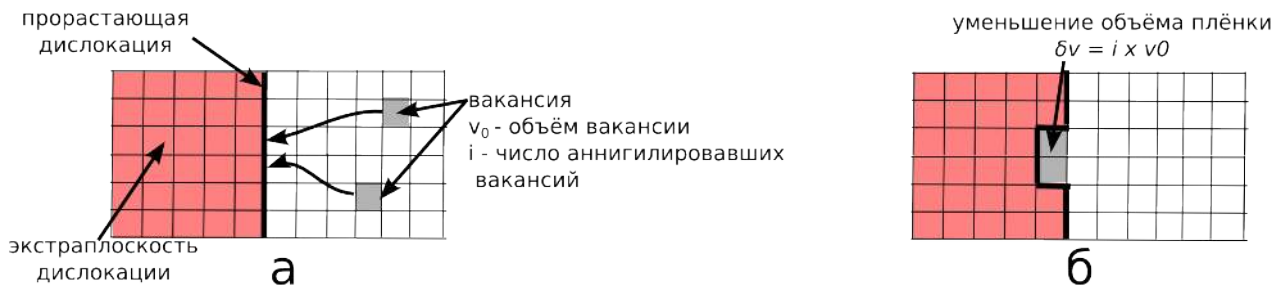 прорастающая
дислокация
вакансия
v₀ - объём вакансии
i - число аннигилировавших
вакансий
экстраплоскость
дислокации
а
уменьшение объёма плёнки
δv = i x v0
б